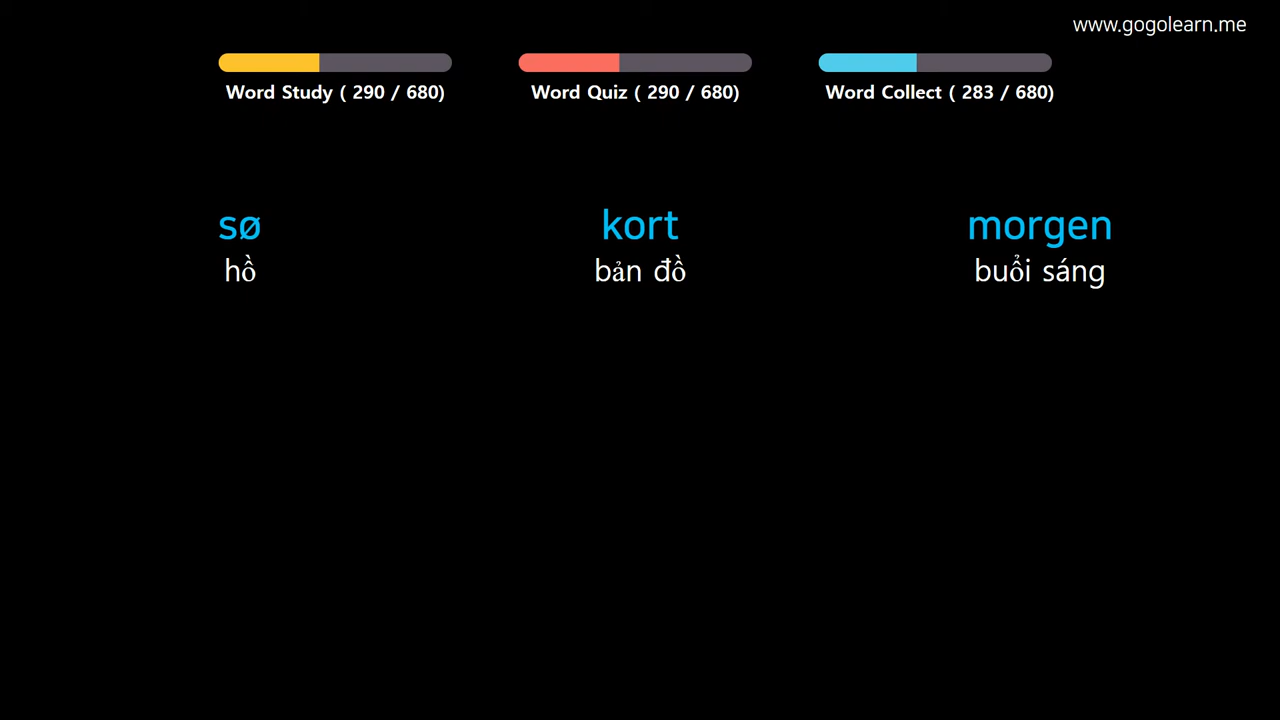 www.gogolearn.me
Word Study ( 290 / 680)
Word Quiz ( 290 / 680)
Word Collect ( 283 / 680)
sø
kort
morgen
hồ
bản đồ
buổi sáng